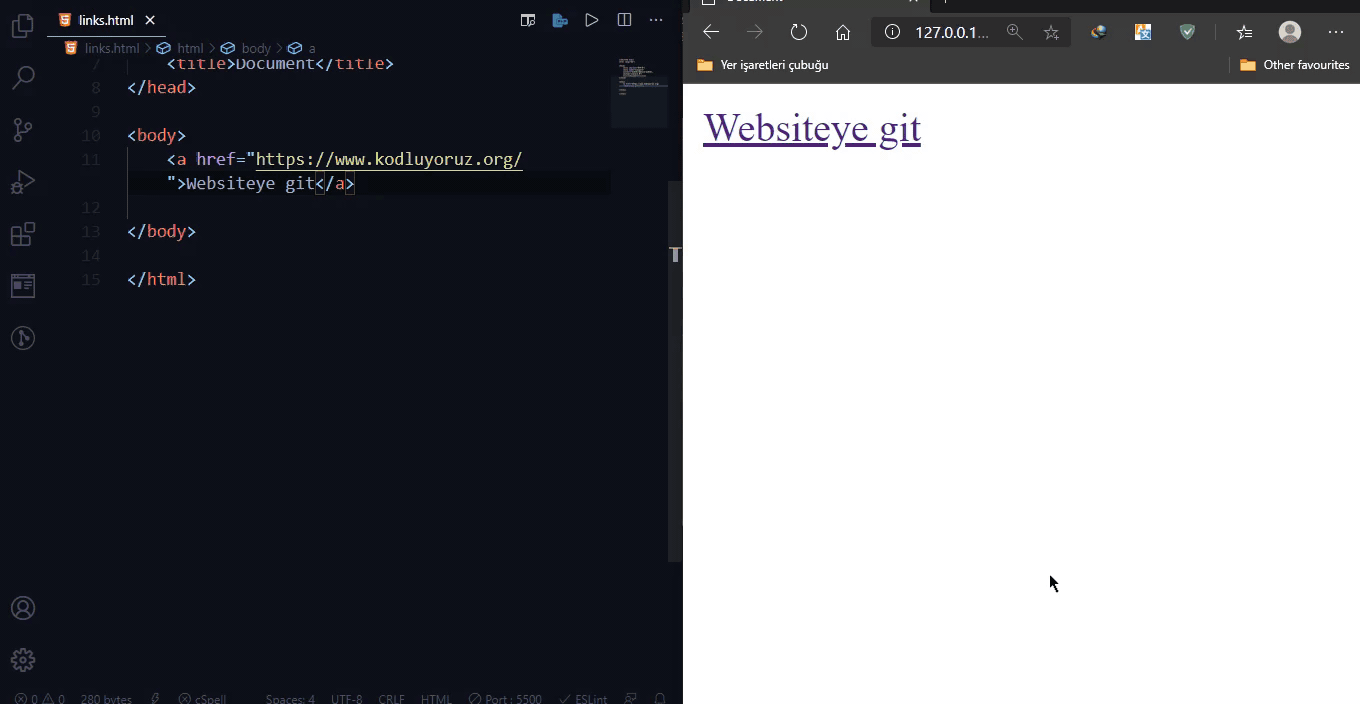 links.html
links.html > html > body > a
7 <title>Document</title>
8 </head>
9
10 <body>
11 <a href="https://www.kodluyoruz.org/
">Websiteye git</a>
12
13 </body>
14
15 </html>
0 0 280 bytes cSpell Spaces: 4 UTF-8 CRLF HTML Port : 5500 ESLint
Document
127.0.0.1...
Yer işaretleri çubuğu Other favourites
Websiteye git